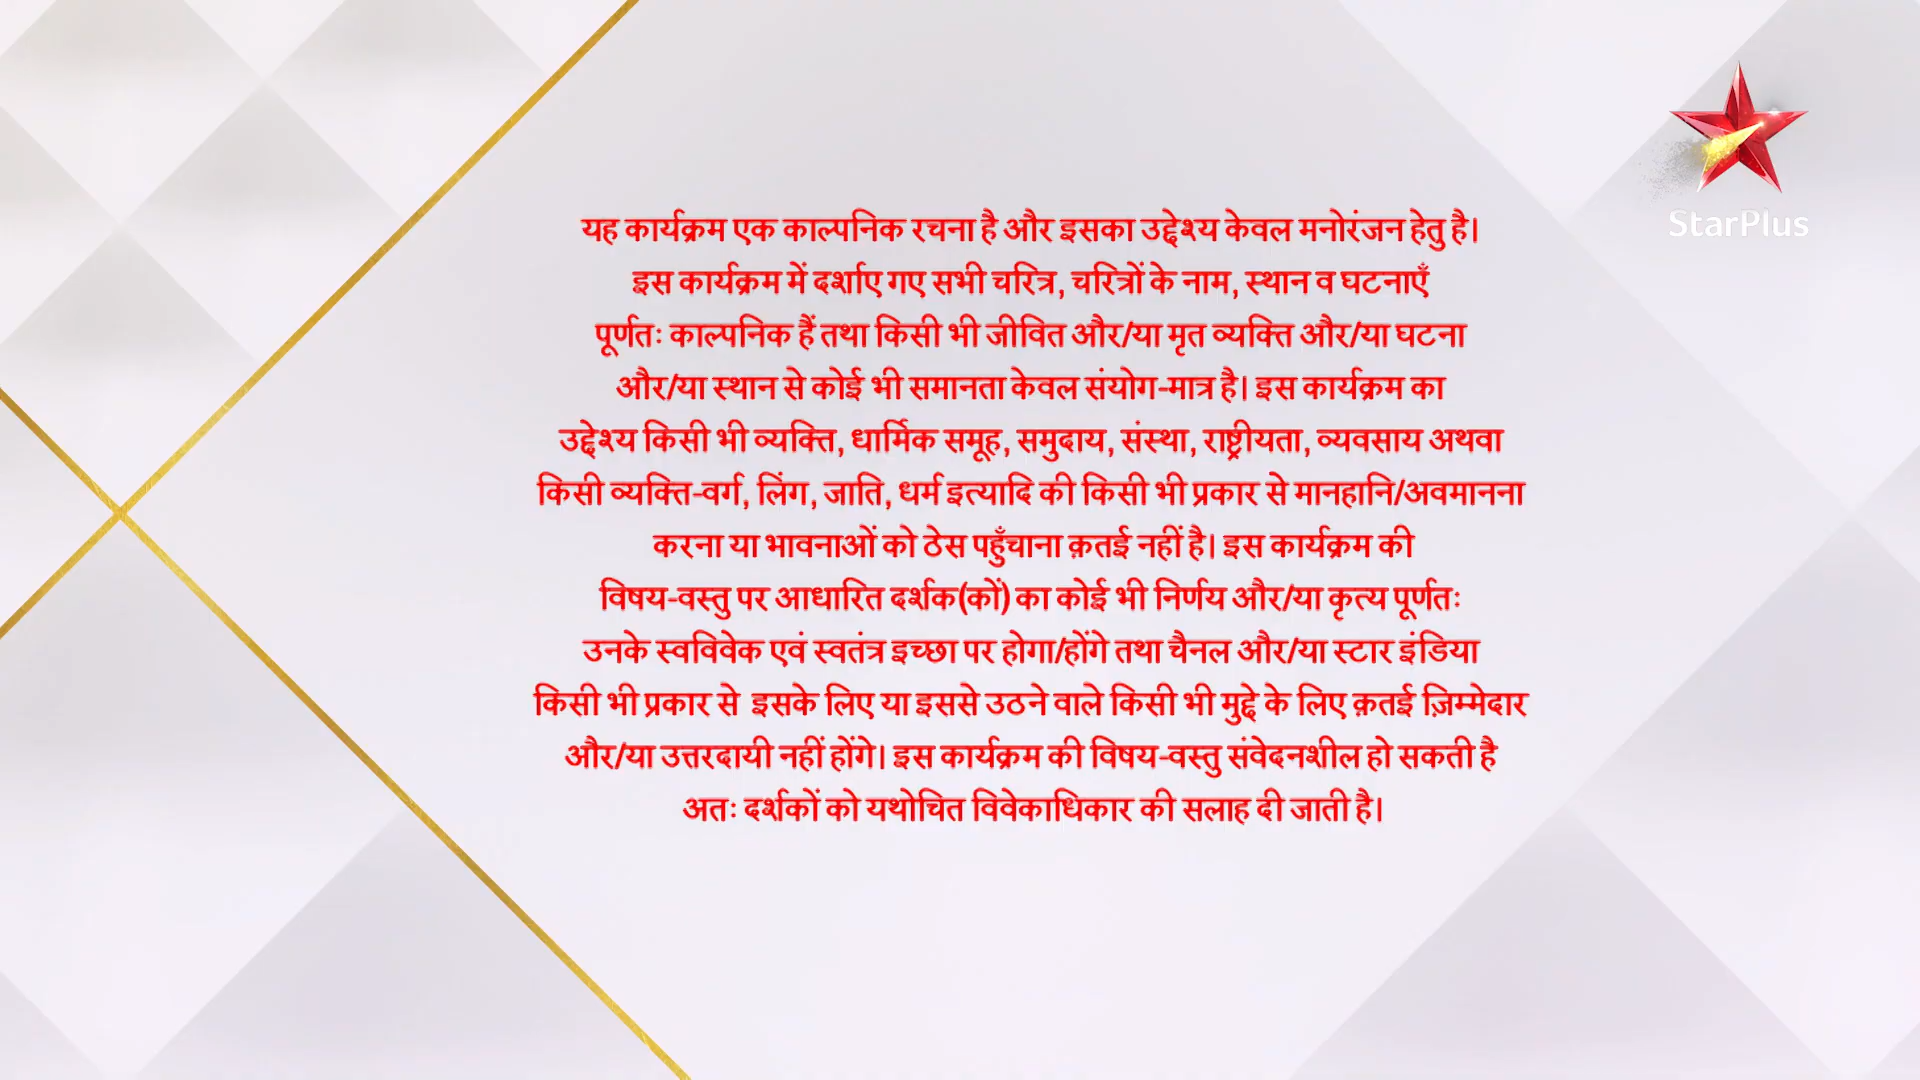 यह कार्यक्रम एक काल्पनिक रचना है और इसका उद्देश्य केवल मनोरंजन हेतु है।
इस कार्यक्रम में दर्शाए गए सभी चरित्र, चरित्रों के नाम, स्थान व घटनाएँ
पूर्णतः काल्पनिक हैं तथा किसी भी जीवित और/या मृत व्यक्ति और/या घटना
और/या स्थान से कोई भी समानता केवल संयोग-मात्र है। इस कार्यक्रम का
उद्देश्य किसी भी व्यक्ति, धार्मिक समूह, समुदाय, संस्था, राष्ट्रीयता, व्यवसाय अथवा
किसी व्यक्ति-वर्ग, लिंग, जाति, धर्म इत्यादि की किसी भी प्रकार से मानहानि/अवमानना
करना या भावनाओं को ठेस पहुँचाना क़तई नहीं है। इस कार्यक्रम की
विषय-वस्तु पर आधारित दर्शक(कों) का कोई भी निर्णय और/या कृत्य पूर्णतः
उनके स्वविवेक एवं स्वतंत्र इच्छा पर होगा/होंगे तथा चैनल और/या स्टार इंडिया
किसी भी प्रकार से इसके लिए या इससे उठने वाले किसी भी मुद्दे के लिए क़तई ज़िम्मेदार
और/या उत्तरदायी नहीं होंगे। इस कार्यक्रम की विषय-वस्तु संवेदनशील हो सकती है
अतः दर्शकों को यथोचित विवेकाधिकार की सलाह दी जाती है।
StarPlus